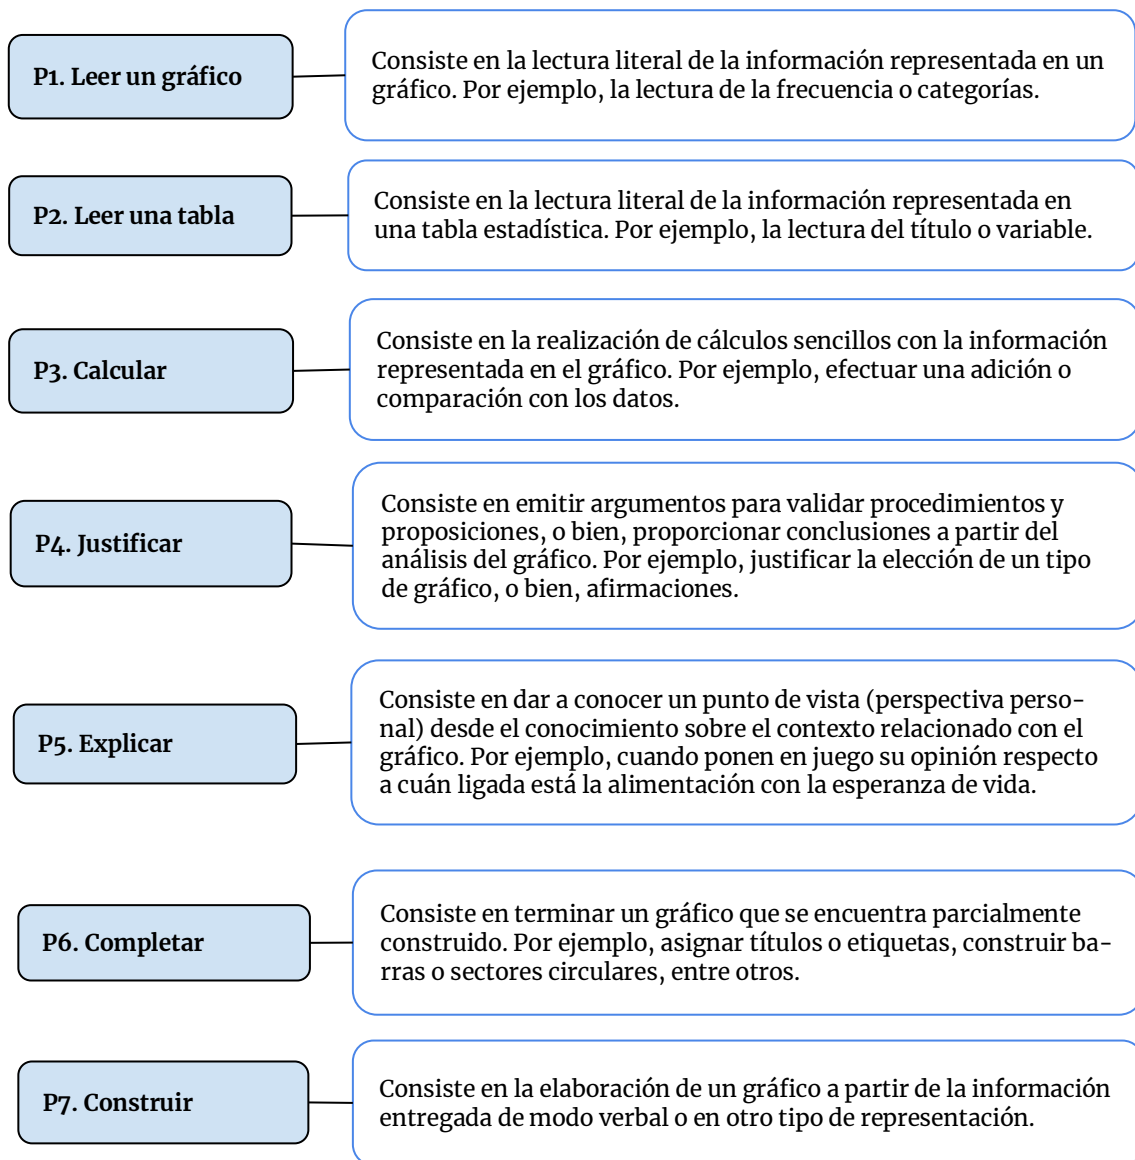 P1. Leer un gráfico
Consiste en la lectura literal de la información representada en un
gráfico. Por ejemplo, la lectura de la frecuencia o categorías.
P2. Leer una tabla
Consiste en la lectura literal de la información representada en
una tabla estadística. Por ejemplo, la lectura del título o variable.
P3. Calcular
Consiste en la realización de cálculos sencillos con la información
representada en el gráfico. Por ejemplo, efectuar una adición o
comparación con los datos.
P4. Justificar
Consiste en emitir argumentos para validar procedimientos y
proposiciones, o bien, proporcionar conclusiones a partir del
análisis del gráfico. Por ejemplo, justificar la elección de un tipo
de gráfico, o bien, afirmaciones.
P5. Explicar
Consiste en dar a conocer un punto de vista (perspectiva perso-
nal) desde el conocimiento sobre el contexto relacionado con el
gráfico. Por ejemplo, cuando ponen en juego su opinión respecto
a cuán ligada está la alimentación con la esperanza de vida.
P6. Completar
Consiste en terminar un gráfico que se encuentra parcialmente
construido. Por ejemplo, asignar títulos o etiquetas, construir ba-
rras o sectores circulares, entre otros.
P7. Construir
Consiste en la elaboración de un gráfico a partir de la información
entregada de modo verbal o en otro tipo de representación.